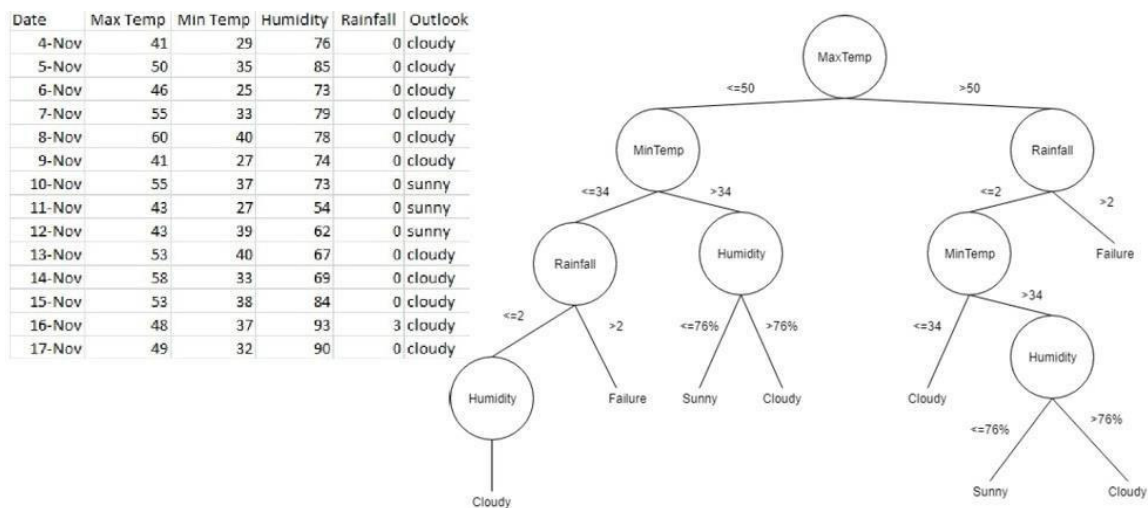 Date Max Temp Min Temp Humidity Rainfall Outlook
4-Nov 41 29 76 0 cloudy
5-Nov 50 35 85 0 cloudy
6-Nov 46 25 73 0 cloudy
7-Nov 55 33 79 0 cloudy
8-Nov 60 40 78 0 cloudy
9-Nov 41 27 74 0 cloudy
10-Nov 55 37 73 0 sunny
11-Nov 43 27 54 0 sunny
12-Nov 43 39 62 0 sunny
13-Nov 53 40 67 0 cloudy
14-Nov 58 33 69 0 cloudy
15-Nov 53 38 84 0 cloudy
16-Nov 48 37 93 3 cloudy
17-Nov 49 32 90 0 cloudy
MaxTemp
<=50 >50
MinTemp Rainfall
<=34 >34 <=2 >2
Rainfall Humidity MinTemp Failure
<=2 >2 <=76% >76% <=34 >34
Humidity Failure Sunny Cloudy Cloudy Humidity
<=76% >76%
Cloudy Sunny Cloudy